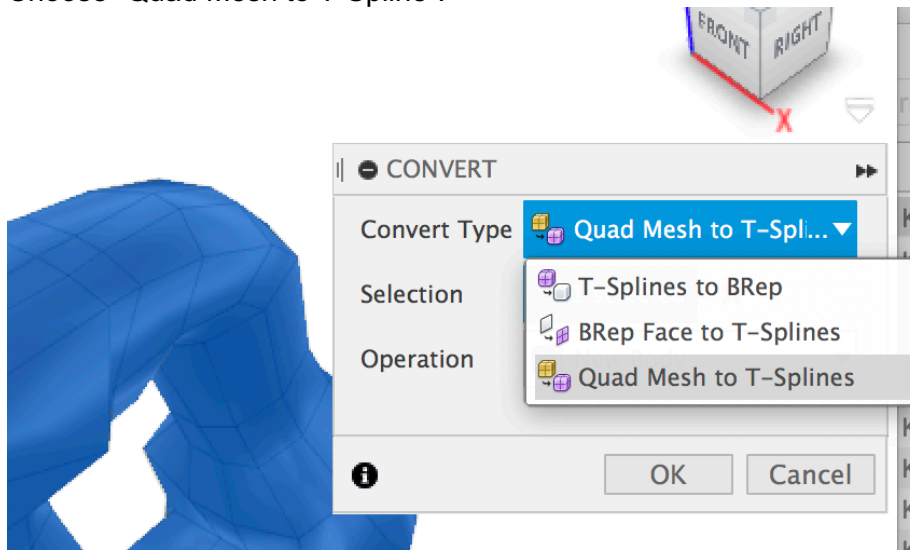 FRONT
RIGHT
X
CONVERT
Convert Type
Quad Mesh to T-Spli...
Selection
T-Splines to BRep
BRep Face to T-Splines
Operation
Quad Mesh to T-Splines
OK
Cancel